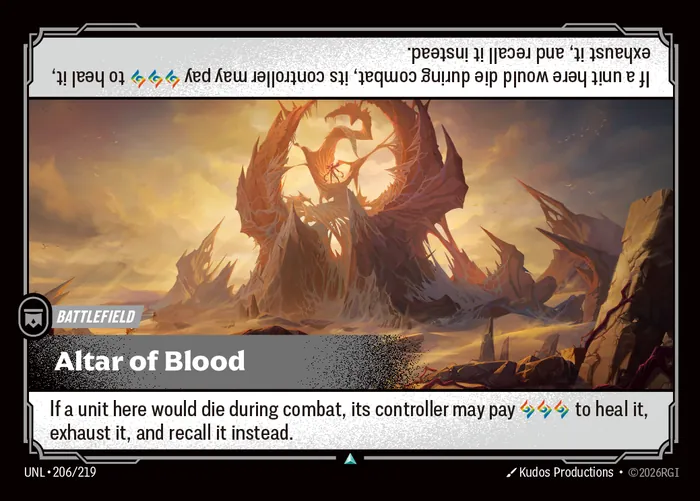 If a unit here would die during combat, its controller may pay to heal it,
exhaust it, and recall it instead.
BATTLEFIELD
Altar of Blood
If a unit here would die during combat, its controller may pay to heal it,
exhaust it, and recall it instead.
UNL • 206/219
Kudos Productions • ©2026RGI